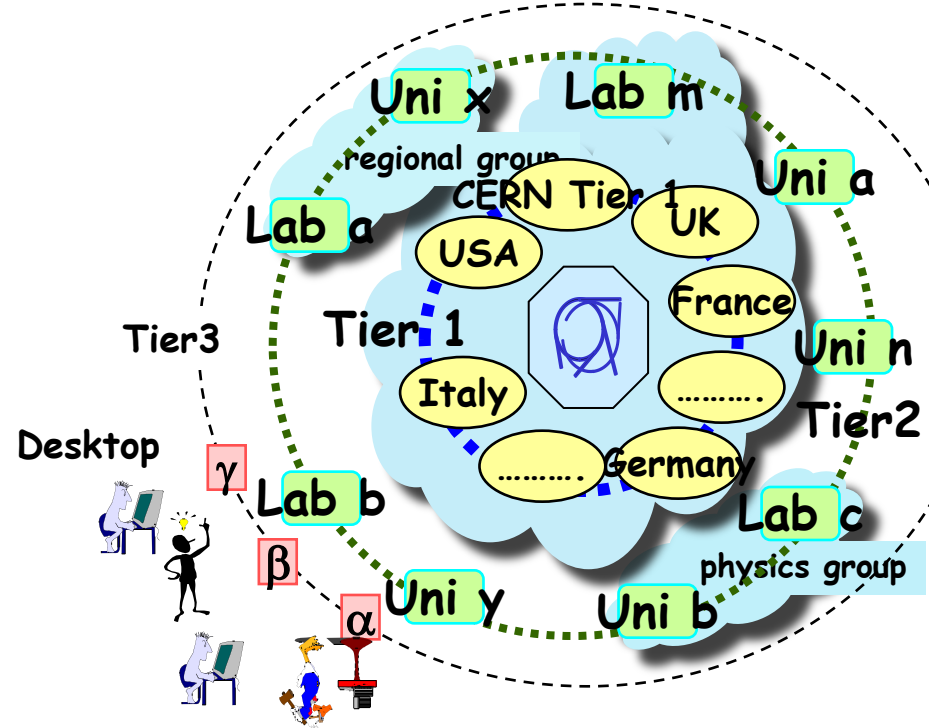 Uni x
Lab m
regional group
Uni a
CERN Tier 1
UK
Lab a
USA
France
Tier 1
Tier3
Uni n
Italy
……….
Tier2
Desktop
γ
……….
Germany
Lab b
Lab c
β
physics group
α
Uni y
Uni b